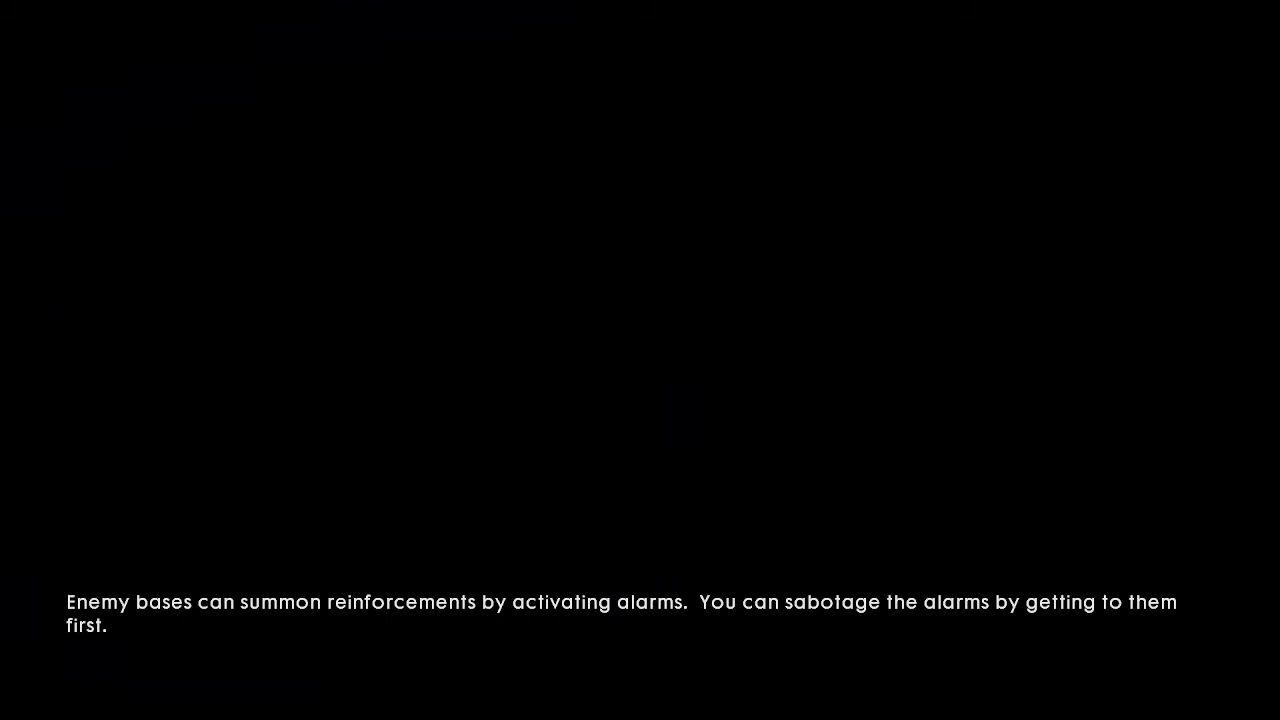 Enemy bases can summon reinforcements by activating alarms.  You can sabotage the alarms by getting to them
first.